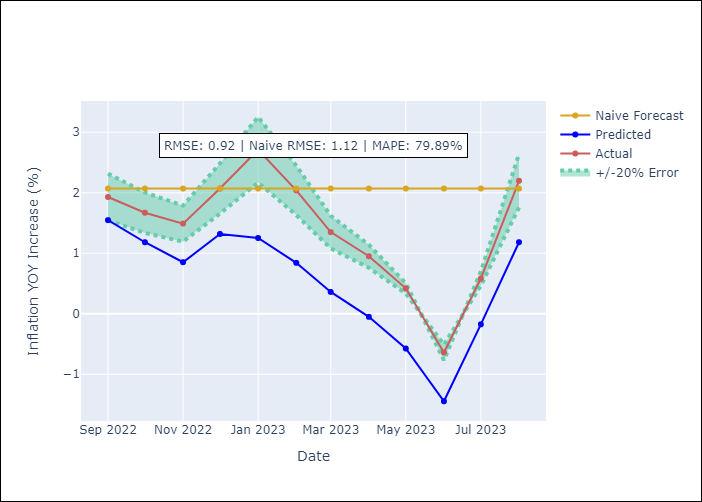 RMSE: 0.92 | Naive RMSE: 1.12 | MAPE: 79.89%
Naive Forecast
Predicted
Actual
+/-20% Error
Inflation YOY Increase (%)
3
2
1
0
−1
Sep 2022 Nov 2022 Jan 2023 Mar 2023 May 2023 Jul 2023
Date